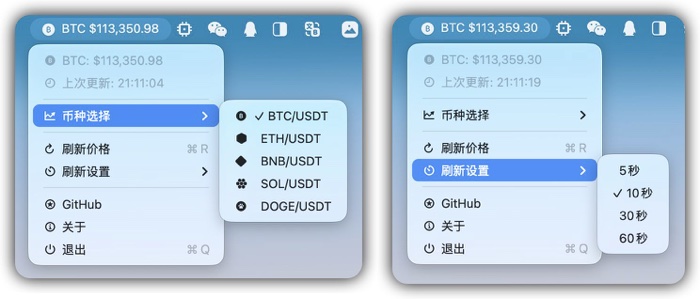 BTC $113,350.98
BTC: $113,350.98
上次更新: 21:11:04
币种选择
BTC/USDT
ETH/USDT
BNB/USDT
SOL/USDT
DOGE/USDT
刷新价格 ⌘ R
刷新设置
GitHub
关于
退出 ⌘ Q
BTC $113,359.30
BTC: $113,359.30
上次更新: 21:11:19
币种选择
刷新价格 ⌘ R
刷新设置
5秒
10秒
30秒
60秒
GitHub
关于
退出 ⌘ Q